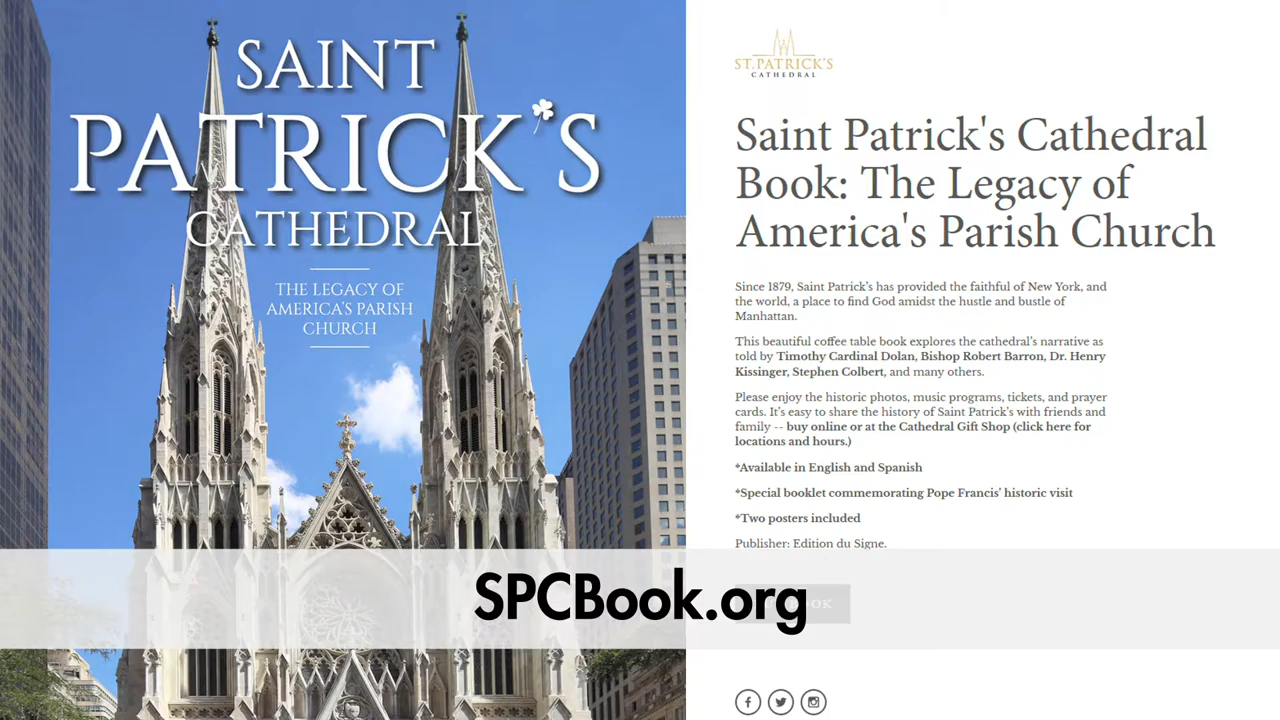 SAINT
PATRICK'S
CATHEDRAL
THE LEGACY OF
AMERICA'S PARISH
CHURCH
ST. PATRICK'S
CATHEDRAL
Saint Patrick's Cathedral
Book: The Legacy of
America's Parish Church
Since 1879, Saint Patrick’s has provided the faithful of New York, and
the world, a place to find God amidst the hustle and bustle of
Manhattan.
This beautiful coffee table book explores the cathedral’s narrative as
told by Timothy Cardinal Dolan, Bishop Robert Barron, Dr. Henry
Kissinger, Stephen Colbert, and many others.
Please enjoy the historic photos, music programs, tickets, and prayer
cards. It’s easy to share the history of Saint Patrick’s with friends and
family -- buy online or at the Cathedral Gift Shop (click here for
locations and hours.)
*Available in English and Spanish
*Special booklet commemorating Pope Francis’ historic visit
*Two posters included
Publisher: Edition du Signe.
SPCBook.org